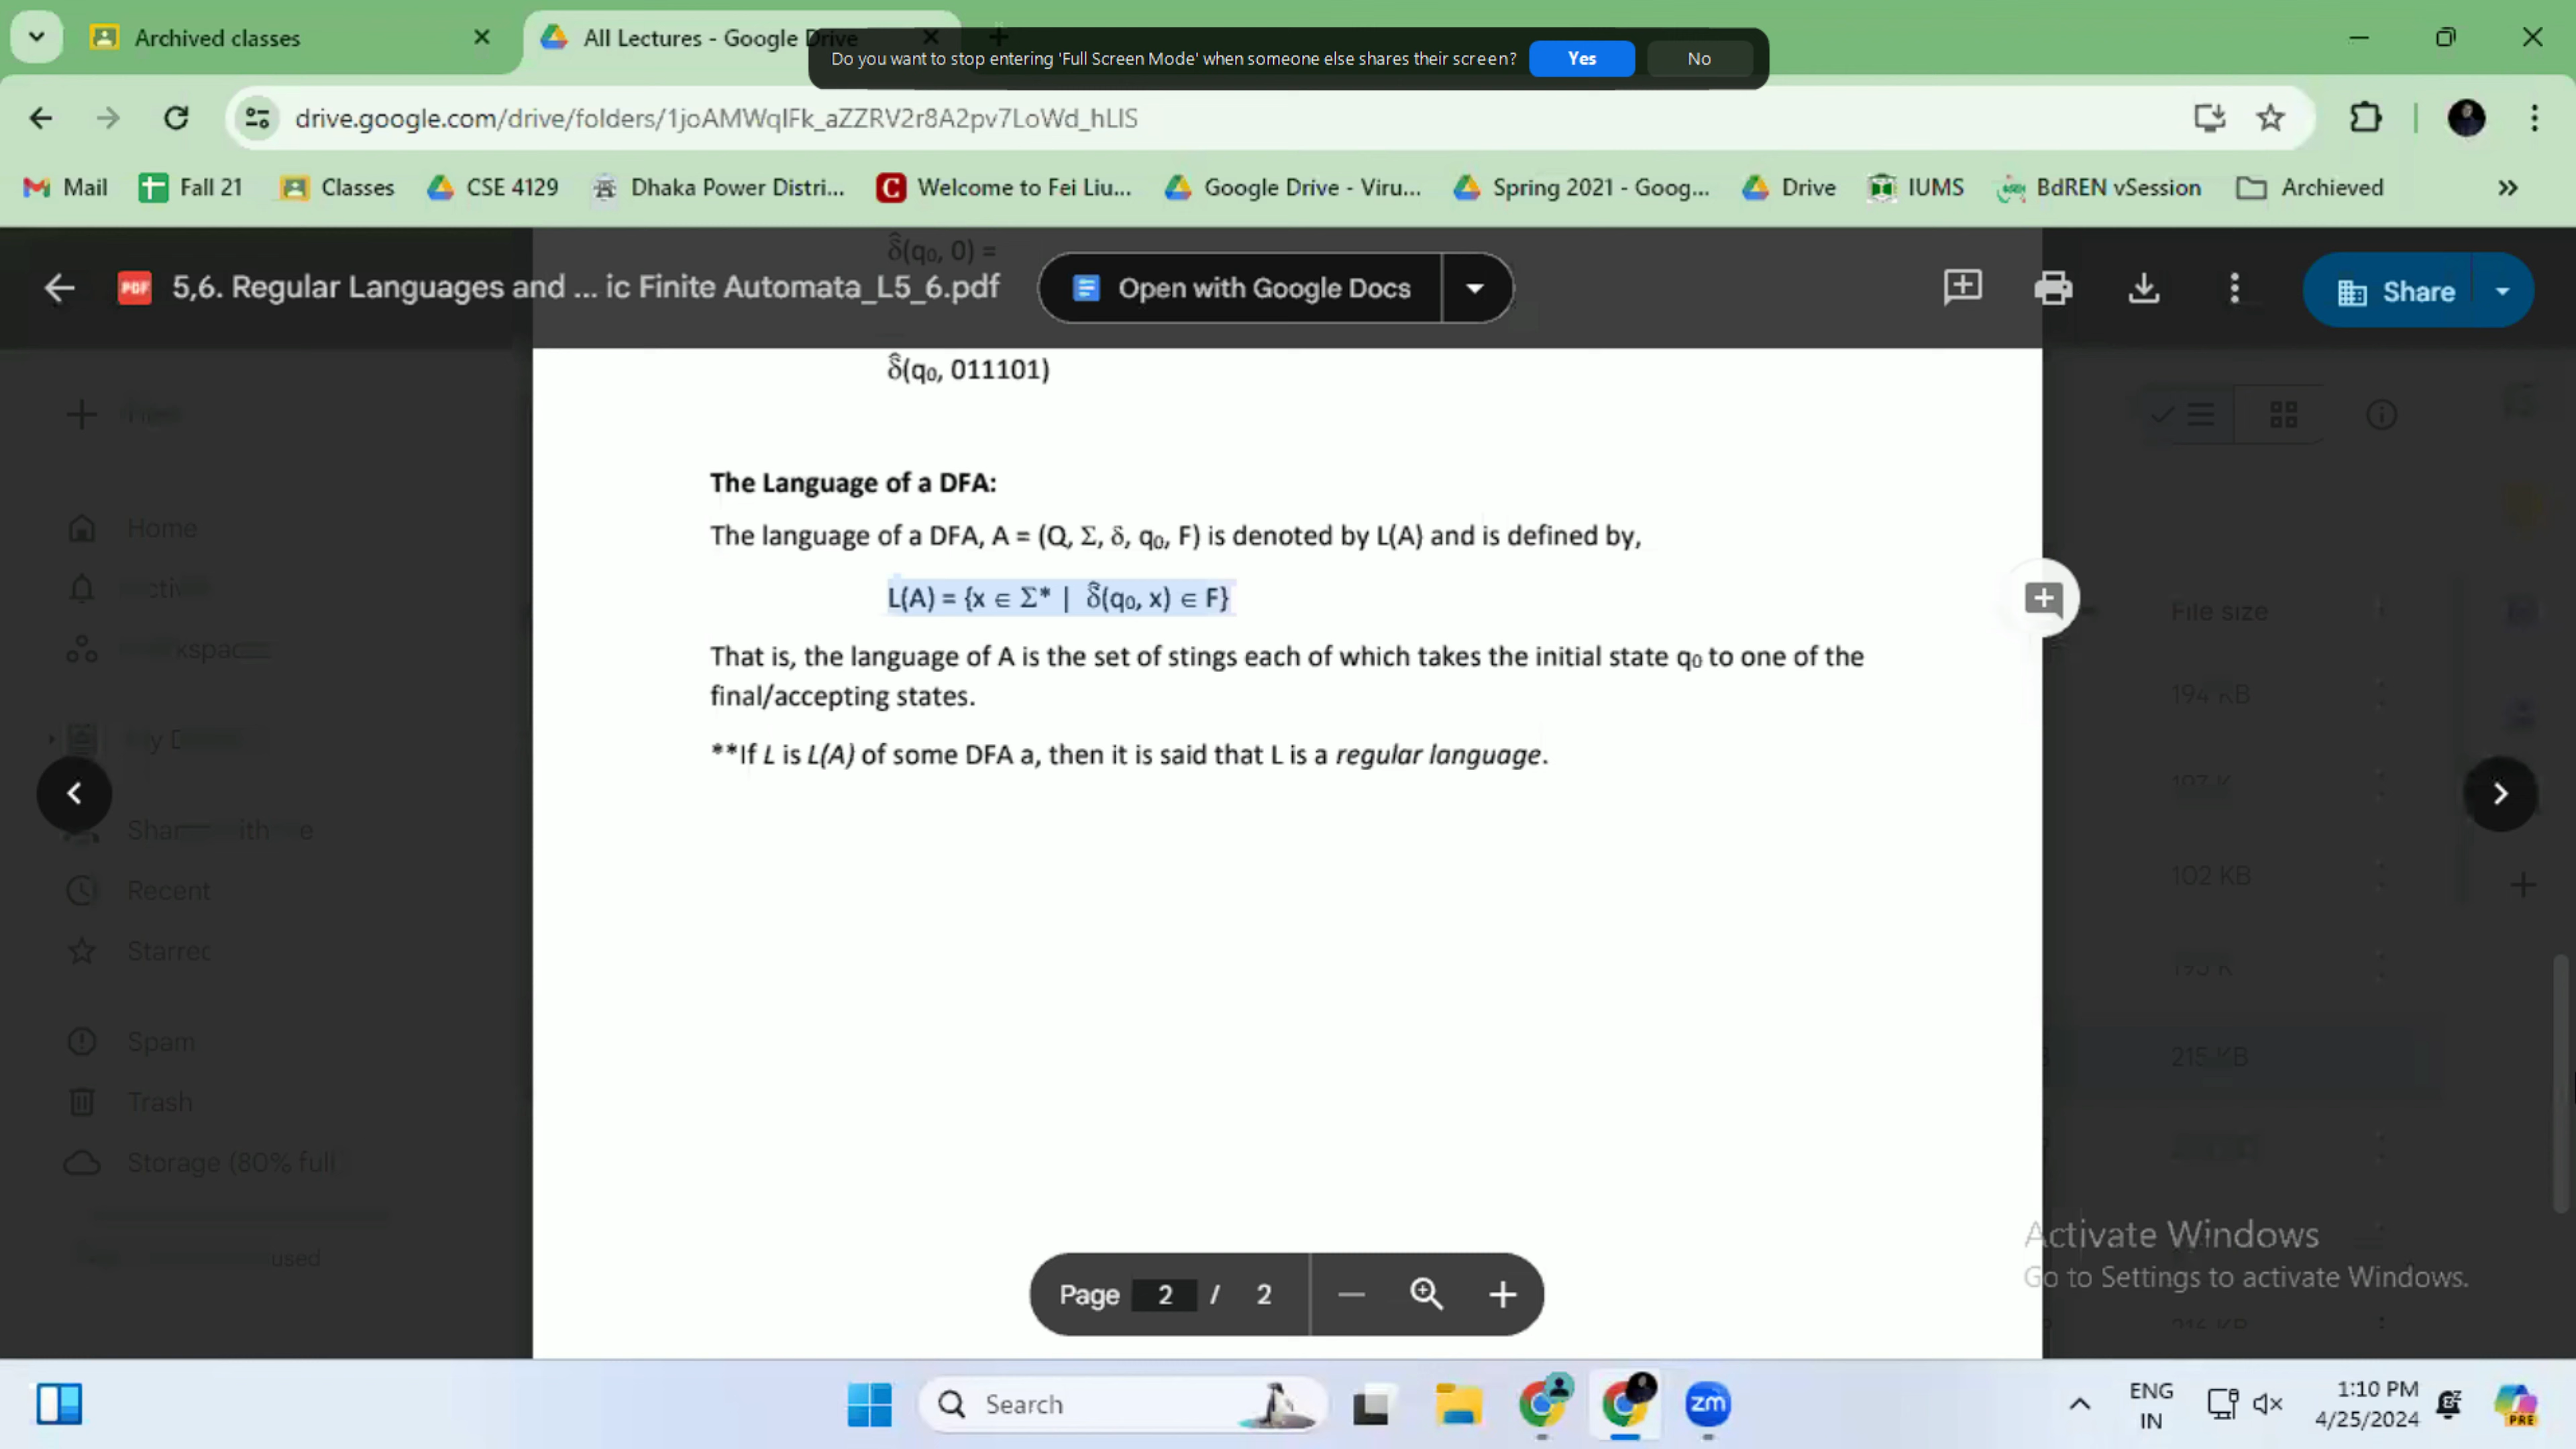 Archived classes
All Lectures - Google Drive
Do you want to stop entering 'Full Screen Mode' when someone else shares their screen? Yes No
drive.google.com/drive/folders/1joAMWqIFk_aZZRV2r8A2pv7LoWd_hLlS
Mail Fall 21 Classes CSE 4129 Dhaka Power Distri... Welcome to Fei Liu... Google Drive - Viru... Spring 2021 - Goog... Drive IUMS BdREN vSession Archieved »
δ̂(q₀, 0) =
5,6. Regular Languages and ... ic Finite Automata_L5_6.pdf Open with Google Docs Share
δ̂(q₀, 011101)
The Language of a DFA:
The language of a DFA, A = (Q, Σ, δ, q₀, F) is denoted by L(A) and is defined by,
L(A) = {x ∈ Σ* | δ̂(q₀, x) ∈ F}
That is, the language of A is the set of stings each of which takes the initial state q₀ to one of the
final/accepting states.
**If L is L(A) of some DFA a, then it is said that L is a regular language.
Home
File size
194 KB
102 KB
Recent
Starred
Spam
215 KB
Trash
Storage (80% full)
used
Activate Windows
Go to Settings to activate Windows.
Page 2 / 2
Search
zm
ENG
IN
1:10 PM
4/25/2024
PRE